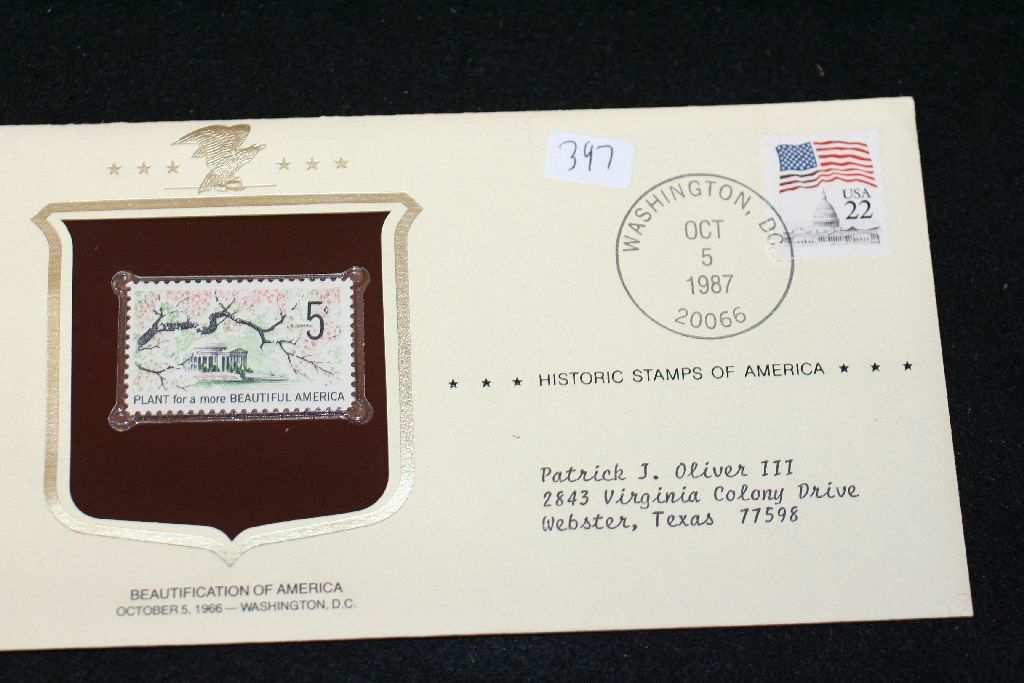 397
WASHINGTON, DC
OCT
5
1987
20066
USA
22
5¢
PLANT for a more BEAUTIFUL AMERICA
HISTORIC STAMPS OF AMERICA
Patrick J. Oliver III
2843 Virginia Colony Drive
Webster, Texas 77598
BEAUTIFICATION OF AMERICA
OCTOBER 5, 1966 — WASHINGTON, D.C.